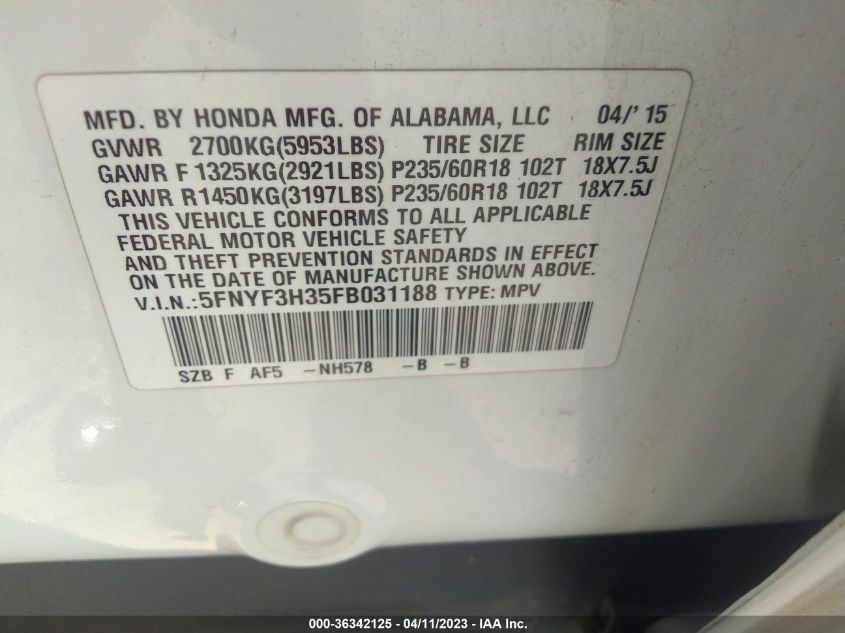 MFD. BY HONDA MFG. OF ALABAMA, LLC 04/'15
GVWR 2700KG(5953LBS) TIRE SIZE RIM SIZE
GAWR F 1325KG(2921LBS) P235/60R18 102T 18X7.5J
GAWR R1450KG(3197LBS) P235/60R18 102T 18X7.5J
THIS VEHICLE CONFORMS TO ALL APPLICABLE
FEDERAL MOTOR VEHICLE SAFETY
AND THEFT PREVENTION STANDARDS IN EFFECT
ON THE DATE OF MANUFACTURE SHOWN ABOVE.
V.I.N.:5FNYF3H35FB031188 TYPE: MPV
SZB F AF5 -NH578 -B -B
000-36342125 - 04/11/2023 - IAA Inc.